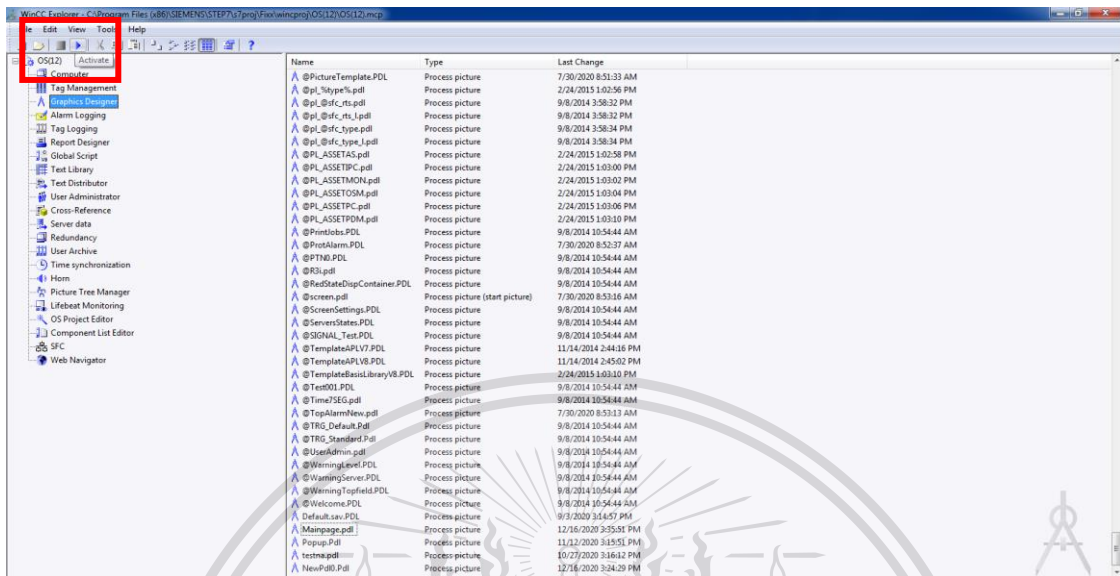 WinCC Explorer - C:\Program Files (x86)\SIEMENS\STEP7\s7proj\Fixx\wincproj\OS(12)\OS(12).mcp
Edit View Tools Help
OS(12) Activate
Computer
Tag Management
Graphics Designer
Alarm Logging
Tag Logging
Report Designer
Global Script
Text Library
Text Distributor
User Administrator
Cross-Reference
Server data
Redundancy
User Archive
Time synchronization
Horn
Picture Tree Manager
Lifebeat Monitoring
OS Project Editor
Component List Editor
SFC
Web Navigator
Name Type Last Change
@PictureTemplate.PDL Process picture 7/30/2020 8:51:33 AM
@pl_%type%.pdl Process picture 2/24/2015 1:02:56 PM
@pl_@sfc_rts.pdl Process picture 9/8/2014 3:58:32 PM
@pl_@sfc_rts_l.pdl Process picture 9/8/2014 3:58:32 PM
@pl_@sfc_type.pdl Process picture 9/8/2014 3:58:34 PM
@pl_@sfc_type_l.pdl Process picture 9/8/2014 3:58:34 PM
@PL_ASSETAS.pdl Process picture 2/24/2015 1:02:58 PM
@PL_ASSETIPC.pdl Process picture 2/24/2015 1:03:00 PM
@PL_ASSETMON.pdl Process picture 2/24/2015 1:03:02 PM
@PL_ASSETOSM.pdl Process picture 2/24/2015 1:03:04 PM
@PL_ASSETPC.pdl Process picture 2/24/2015 1:03:06 PM
@PL_ASSETPDM.pdl Process picture 2/24/2015 1:03:10 PM
@PrintJobs.PDL Process picture 9/8/2014 10:54:44 AM
@ProtAlarm.PDL Process picture 7/30/2020 8:52:37 AM
@PTN0.PDL Process picture 9/8/2014 10:54:44 AM
@R3i.pdl Process picture 9/8/2014 10:54:44 AM
@RedStateDispContainer.PDL Process picture 9/8/2014 10:54:44 AM
@screen.pdl Process picture (start picture) 7/30/2020 8:53:16 AM
@ScreenSettings.PDL Process picture 9/8/2014 10:54:44 AM
@ServersStates.PDL Process picture 9/8/2014 10:54:44 AM
@SIGNAL_Test.PDL Process picture 9/8/2014 10:54:44 AM
@TemplateAPLV7.PDL Process picture 11/14/2014 2:44:16 PM
@TemplateAPLV8.PDL Process picture 11/14/2014 2:45:02 PM
@TemplateBasisLibraryV8.PDL Process picture 2/24/2015 1:03:10 PM
@Test001.PDL Process picture 9/8/2014 10:54:44 AM
@Time7SEG.pdl Process picture 9/8/2014 10:54:44 AM
@TopAlarmNew.pdl Process picture 7/30/2020 8:53:13 AM
@TRG_Default.Pdl Process picture 9/8/2014 10:54:44 AM
@TRG_Standard.Pdl Process picture 9/8/2014 10:54:44 AM
@UserAdmin.pdl Process picture 9/8/2014 10:54:44 AM
@WarningLevel.PDL Process picture 9/8/2014 10:54:44 AM
@WarningServer.PDL Process picture 9/8/2014 10:54:44 AM
@WarningTopfield.PDL Process picture 9/8/2014 10:54:44 AM
@Welcome.PDL Process picture 9/8/2014 10:54:44 AM
Default.sav.PDL Process picture 9/3/2020 3:14:57 PM
Mainpage.pdl Process picture 12/16/2020 3:35:51 PM
Popup.Pdl Process picture 11/12/2020 3:15:51 PM
testna.pdl Process picture 10/27/2020 3:16:12 PM
NewPdl0.Pdl Process picture 12/16/2020 3:24:29 PM